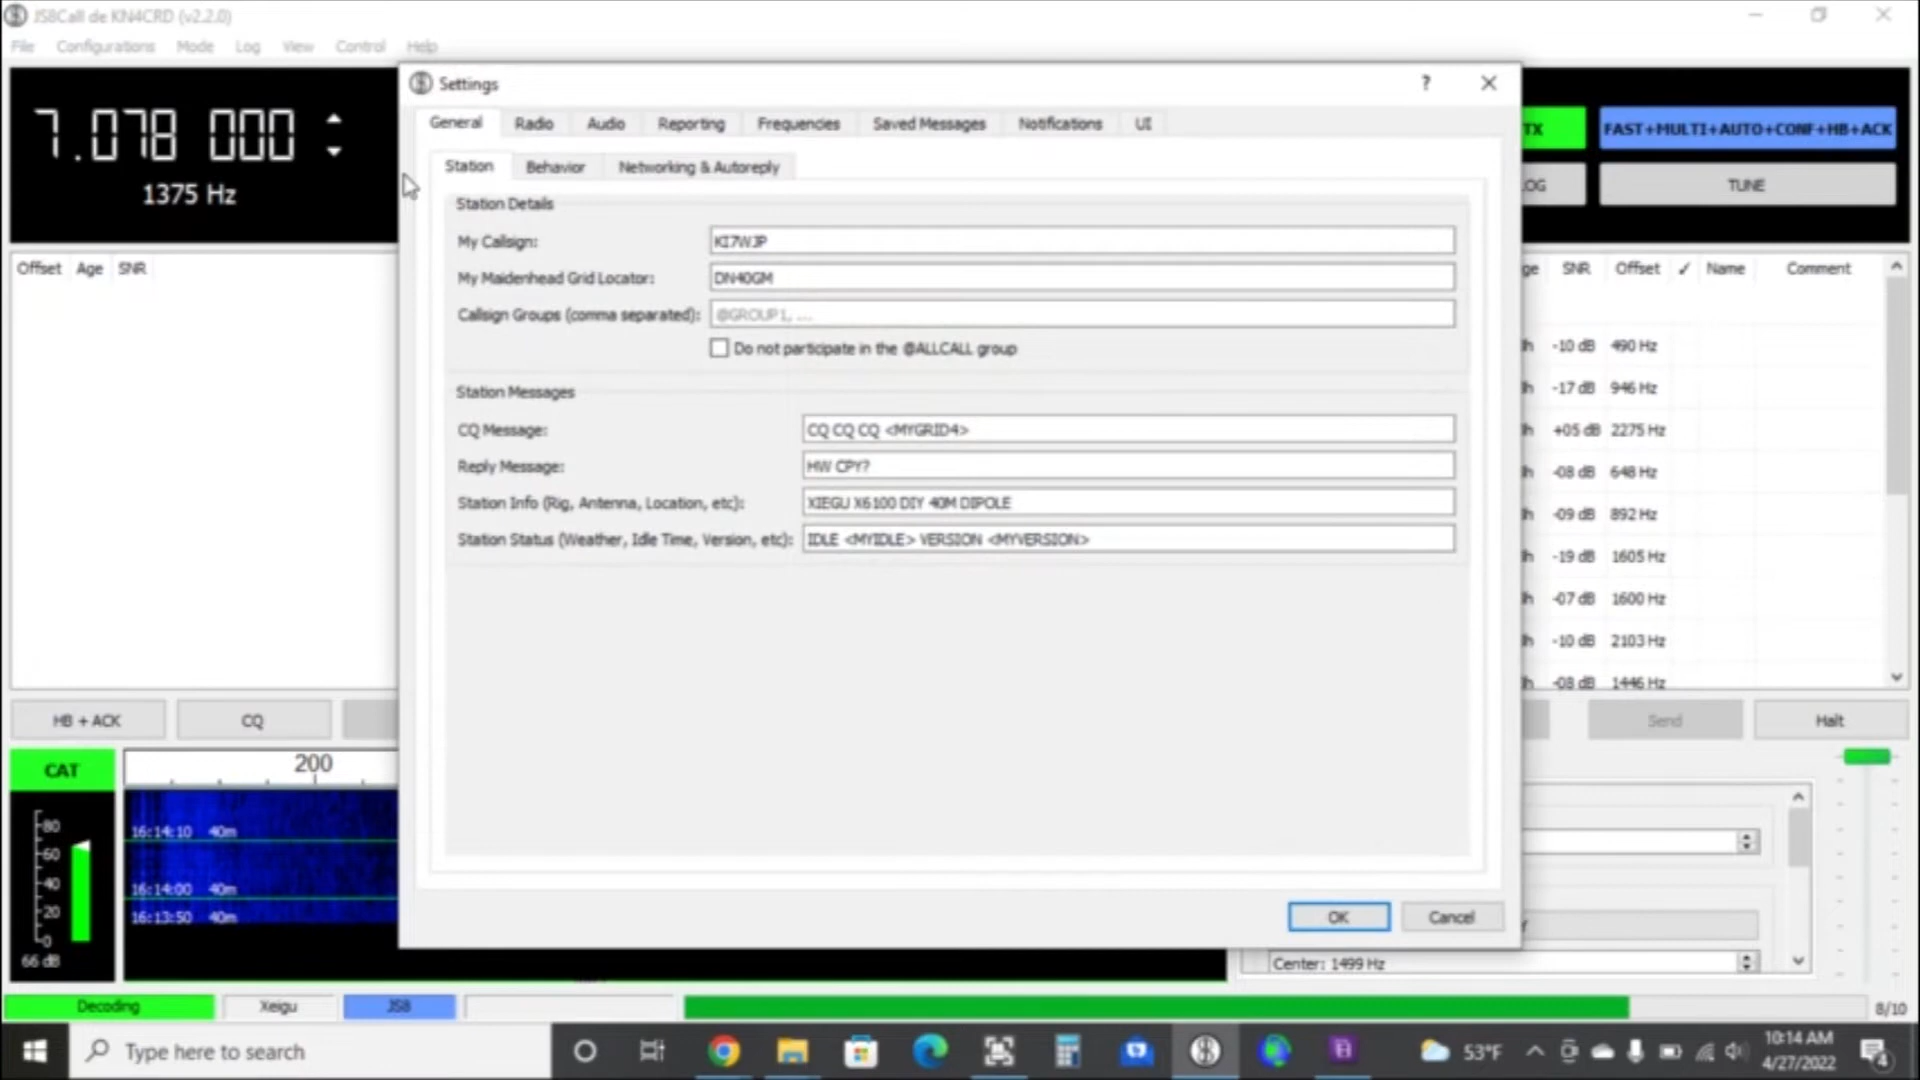 JS8Call de KN4CRD (v2.2.0)
File Configurations Mode Log View Control Help
7.078 000
1375 Hz
Settings
?
General Radio Audio Reporting Frequencies Saved Messages Notifications UI
Station Behavior Networking & Autoreply
Station Details
My Callsign: KI7WJP
My Maidenhead Grid Locator: DN40GM
Callsign Groups (comma separated): @GROUP1, ...
Do not participate in the @ALLCALL group
Station Messages
CQ Message: CQ CQ CQ <MYGRID4>
Reply Message: HW CPY?
Station Info (Rig, Antenna, Location, etc): XIEGU X6100 DIY 40M DIPOLE
Station Status (Weather, Idle Time, Version, etc): IDLE <MYIDLE> VERSION <MYVERSION>
OK Cancel
TX FAST+MULTI+AUTO+CONF+HB+ACK
OG TUNE
Offset Age SNR
ge SNR Offset ✓ Name Comment
h -10 dB 490 Hz
h -17 dB 946 Hz
h +05 dB 2275 Hz
h -08 dB 648 Hz
h -09 dB 892 Hz
h -19 dB 1605 Hz
h -07 dB 1600 Hz
h -10 dB 2103 Hz
h -08 dB 1446 Hz
HB + ACK CQ Send Halt
CAT
200
80
60
40
20
0
66 dB
16:14:10 40m
16:14:00 40m
16:13:50 40m
Center: 1499 Hz
Decoding Xeigu JS8 8/10
Type here to search
53°F
10:14 AM
4/27/2022
4